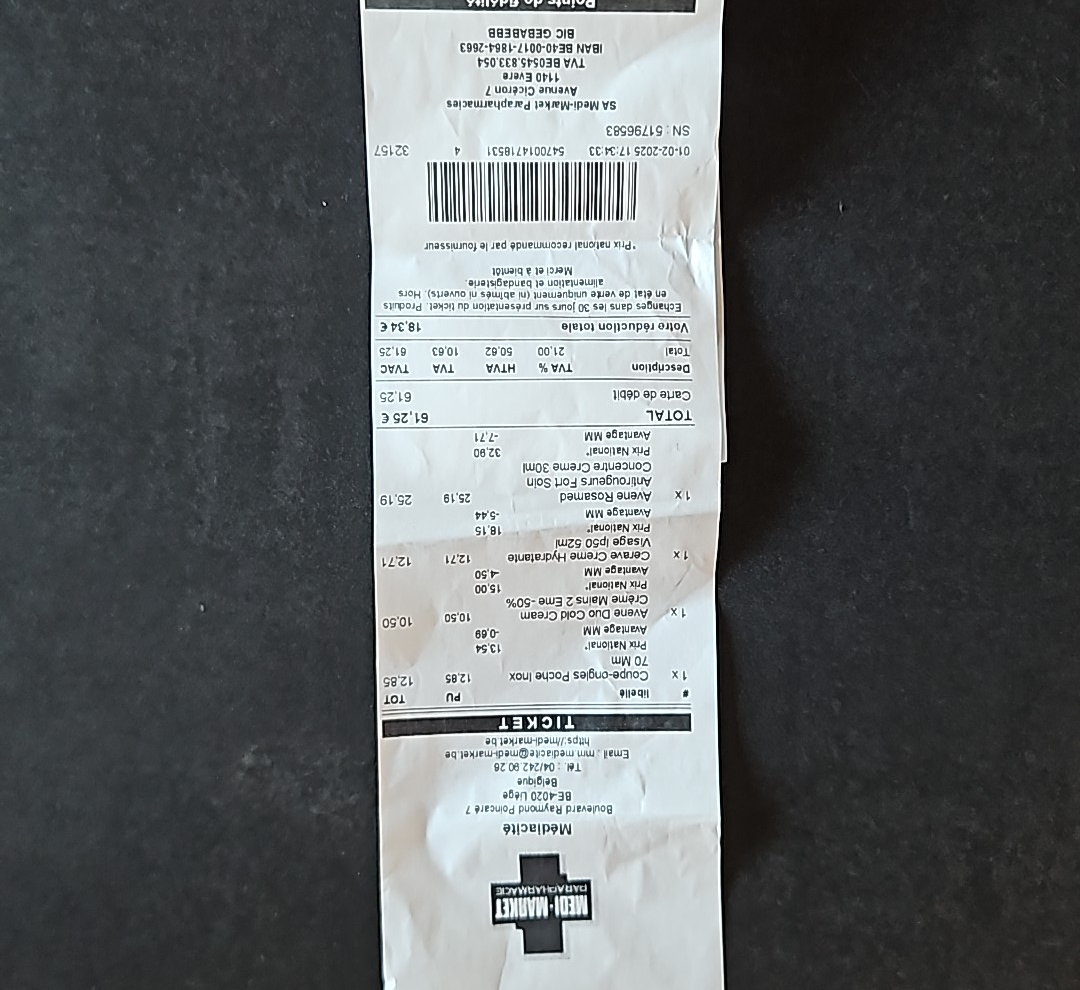 MEDI-MARKET
PARAPHARMACIE
Médiacité
Boulevard Raymond Poincaré 7
BE-4020 Liège
Belgique
Tél. : 04/242.90.26
Email : mm.mediacite@medi-market.be
https://medi-market.be
TICKET
# libellé PU TOT
1 x Coupe-ongles Poche Inox 12,85 12,85
70 Mm
Prix National* 13,54
Avantage MM -0,69
1 x Avene Duo Cold Cream 10,50 10,50
Crème Mains 2 Eme -50%
Prix National* 15,00
Avantage MM -4,50
1 x Cerave Creme Hydratante 12,71 12,71
Visage Ip50 52ml
Prix National* 18,15
Avantage MM -5,44
1 x Avene Rosamed 25,19 25,19
Antirougeurs Fort Soin
Concentre Creme 30ml
Prix National* 32,90
Avantage MM -7,71
TOTAL 61,25 €
Carte de débit 61,25
Description TVA % HTVA TVA TVAC
Total 21,00 50,62 10,63 61,25
Votre réduction totale 18,34 €
Echanges dans les 30 jours sur présentation du ticket. Produits
en état de vente uniquement (ni abîmés ni ouverts). Hors
alimentation et bandagisterie.
Merci et à bientôt
*Prix national recommandé par le fournisseur
01-02-2025 17:34:33 5470014718531 4 32157
SN : 51796583
SA Medi-Market Parapharmacies
Avenue Cicéron 7
1140 Evere
TVA BE0545.833.054
IBAN BE40-0017-1864-2663
BIC GEBABEBB
Points de fidélité